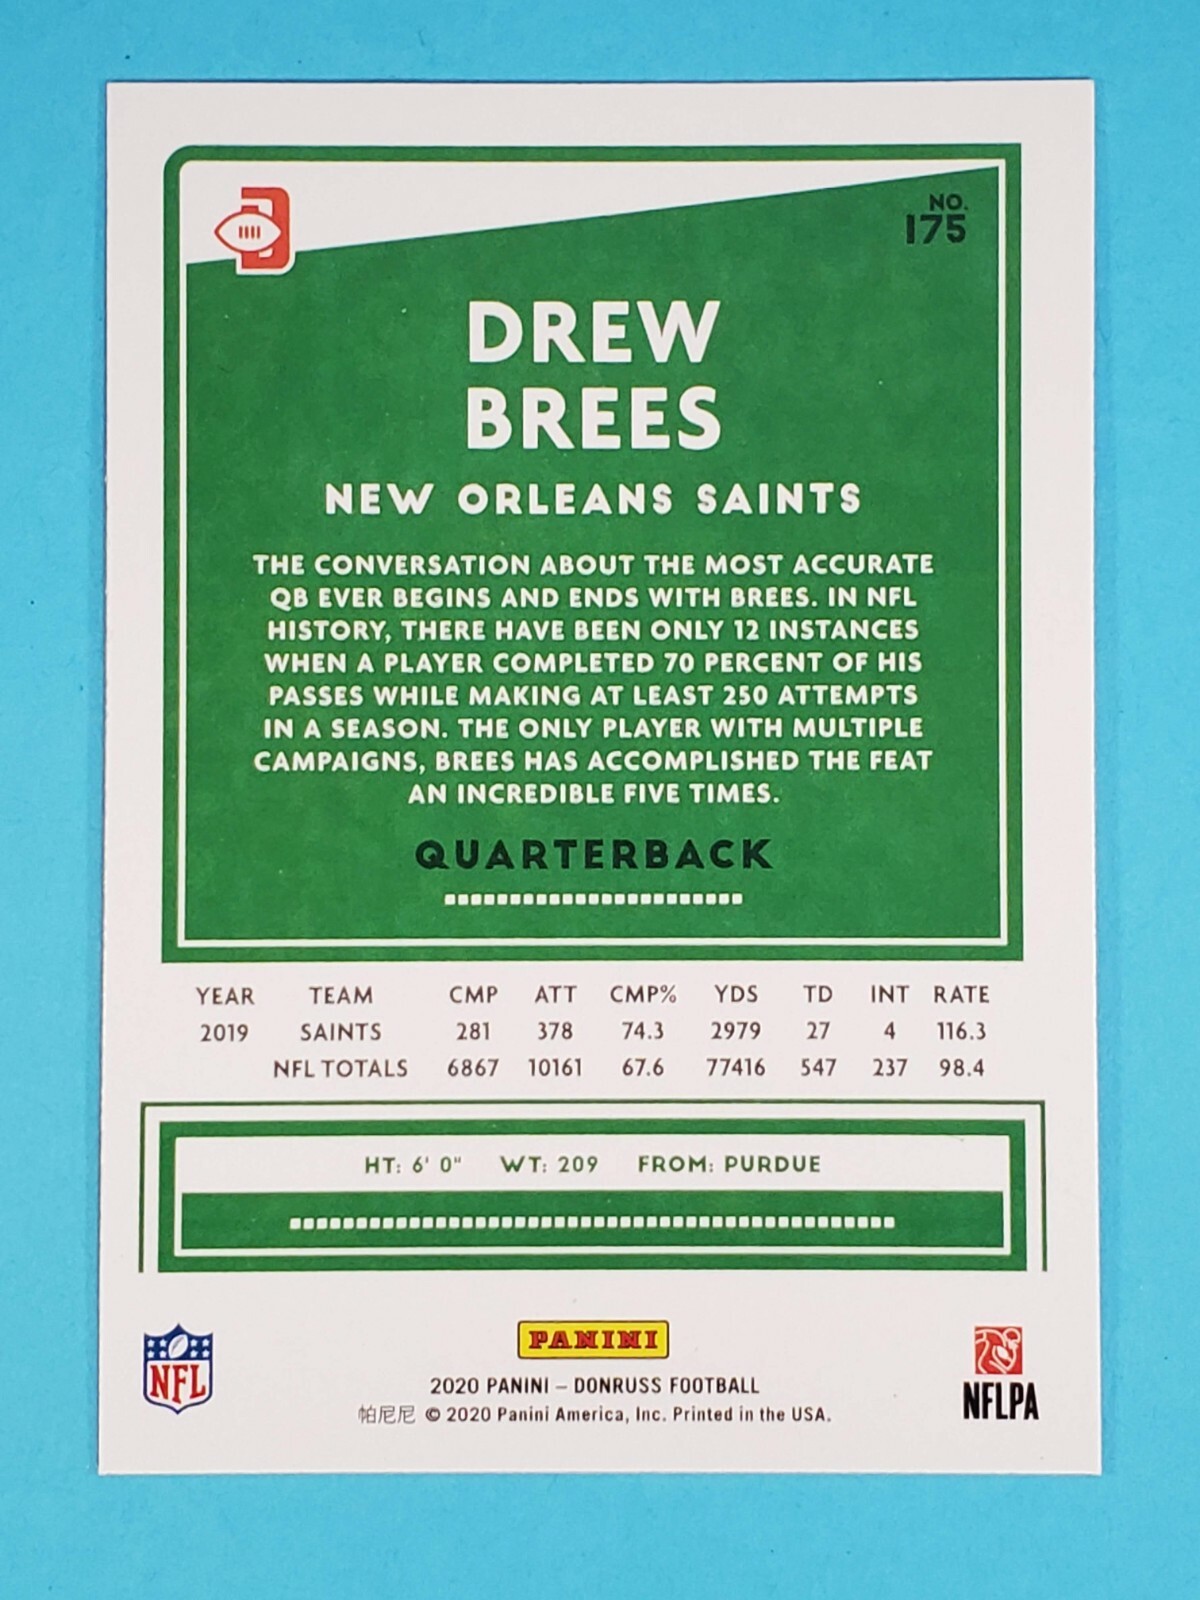 NO.
175
DREW
BREES
NEW ORLEANS SAINTS
THE CONVERSATION ABOUT THE MOST ACCURATE
QB EVER BEGINS AND ENDS WITH BREES. IN NFL
HISTORY, THERE HAVE BEEN ONLY 12 INSTANCES
WHEN A PLAYER COMPLETED 70 PERCENT OF HIS
PASSES WHILE MAKING AT LEAST 250 ATTEMPTS
IN A SEASON. THE ONLY PLAYER WITH MULTIPLE
CAMPAIGNS, BREES HAS ACCOMPLISHED THE FEAT
AN INCREDIBLE FIVE TIMES.
QUARTERBACK
YEAR TEAM CMP ATT CMP% YDS TD INT RATE
2019 SAINTS 281 378 74.3 2979 27 4 116.3
NFL TOTALS 6867 10161 67.6 77416 547 237 98.4
HT: 6' 0" WT: 209 FROM: PURDUE
NFL
PANINI
NFLPA
2020 PANINI – DONRUSS FOOTBALL
帕尼尼 © 2020 Panini America, Inc. Printed in the USA.